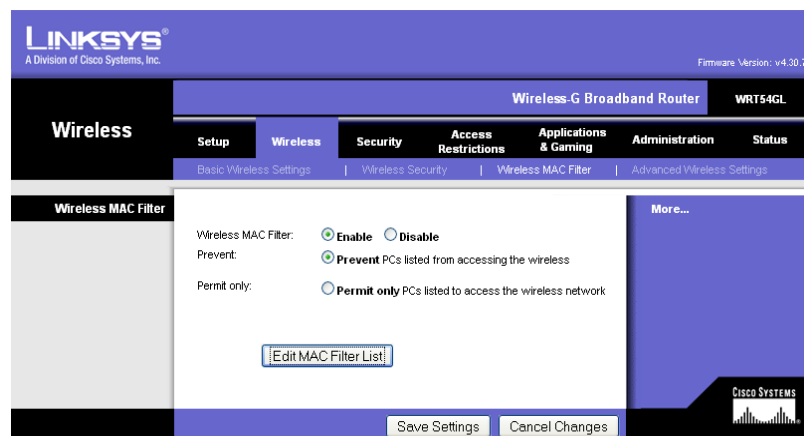 LINKSYS®
A Division of Cisco Systems, Inc.
Firmware Version: v4.30.7
Wireless-G Broadband Router WRT54GL
Wireless
Setup Wireless Security Access Restrictions Applications & Gaming Administration Status
Basic Wireless Settings | Wireless Security | Wireless MAC Filter | Advanced Wireless Settings
Wireless MAC Filter
More...
Wireless MAC Filter: Enable Disable
Prevent: Prevent PCs listed from accessing the wireless
Permit only: Permit only PCs listed to access the wireless network
Edit MAC Filter List
CISCO SYSTEMS
Save Settings Cancel Changes